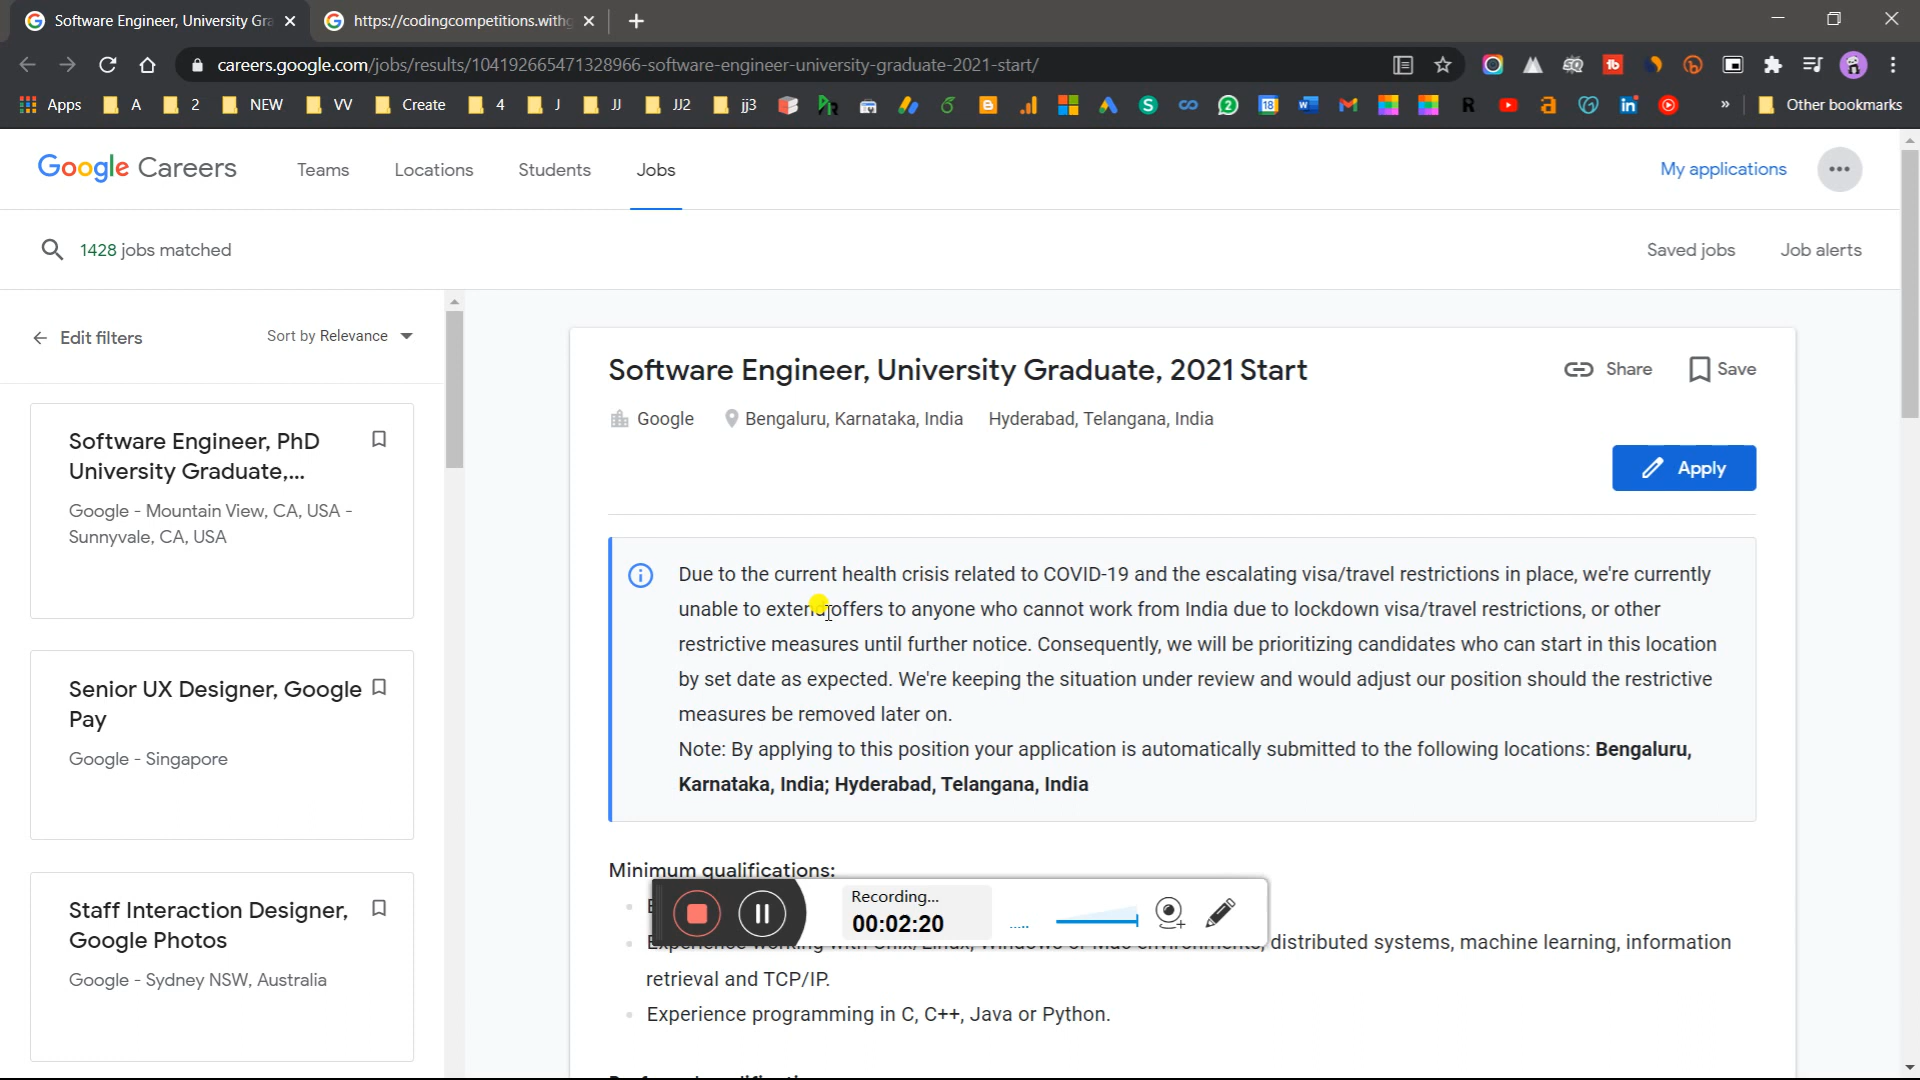 Software Engineer, University Gra
https://codingcompetitions.withg
careers.google.com/jobs/results/104192665471328966-software-engineer-university-graduate-2021-start/
Apps A 2 NEW VV Create 4 J JJ JJ2 jj3 » Other bookmarks
Google Careers Teams Locations Students Jobs My applications
1428 jobs matched Saved jobs Job alerts
Edit filters Sort by Relevance
Software Engineer, PhD
University Graduate,...
Google - Mountain View, CA, USA -
Sunnyvale, CA, USA
Senior UX Designer, Google
Pay
Google - Singapore
Staff Interaction Designer,
Google Photos
Google - Sydney NSW, Australia
Software Engineer, University Graduate, 2021 Start
Share Save
Google Bengaluru, Karnataka, India Hyderabad, Telangana, India
Apply
Due to the current health crisis related to COVID-19 and the escalating visa/travel restrictions in place, we're currently
unable to extend offers to anyone who cannot work from India due to lockdown visa/travel restrictions, or other
restrictive measures until further notice. Consequently, we will be prioritizing candidates who can start in this location
by set date as expected. We're keeping the situation under review and would adjust our position should the restrictive
measures be removed later on.
Note: By applying to this position your application is automatically submitted to the following locations: Bengaluru,
Karnataka, India; Hyderabad, Telangana, India
Minimum qualifications:
Recording...
00:02:20
distributed systems, machine learning, information
retrieval and TCP/IP.
Experience programming in C, C++, Java or Python.